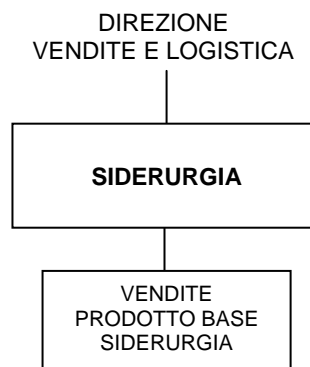 DIREZIONE
VENDITE E LOGISTICA
SIDERURGIA
VENDITE
PRODOTTO BASE
SIDERURGIA